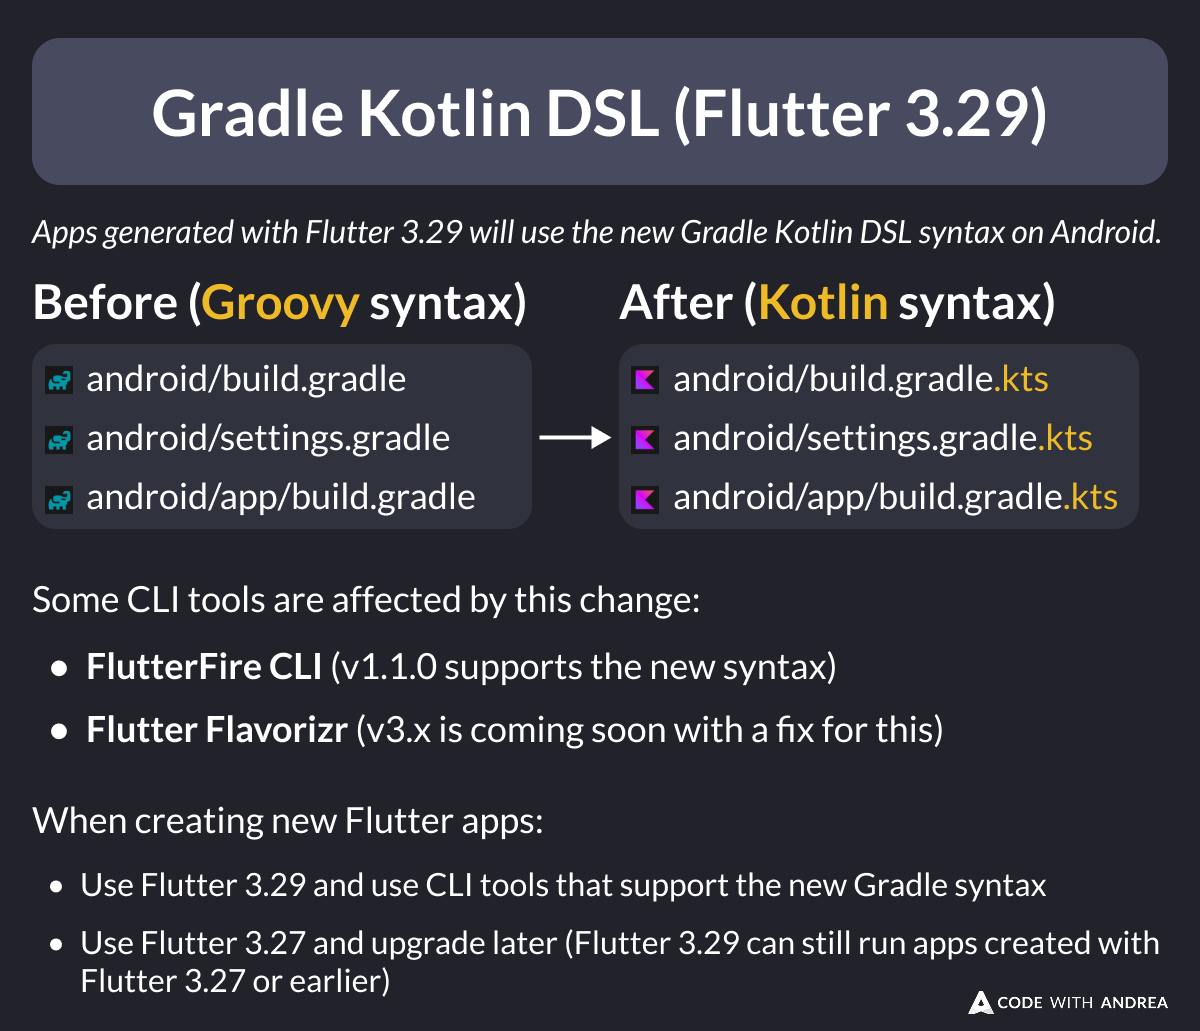 Gradle Kotlin DSL (Flutter 3.29)
Apps generated with Flutter 3.29 will use the new Gradle Kotlin DSL syntax on Android.
Before (Groovy syntax)
android/build.gradle
android/settings.gradle
android/app/build.gradle
After (Kotlin syntax)
android/build.gradle.kts
android/settings.gradle.kts
android/app/build.gradle.kts
Some CLI tools are affected by this change:
• FlutterFire CLI (v1.1.0 supports the new syntax)
• Flutter Flavorizr (v3.x is coming soon with a fix for this)
When creating new Flutter apps:
• Use Flutter 3.29 and use CLI tools that support the new Gradle syntax
• Use Flutter 3.27 and upgrade later (Flutter 3.29 can still run apps created with
Flutter 3.27 or earlier)
CODE WITH ANDREA